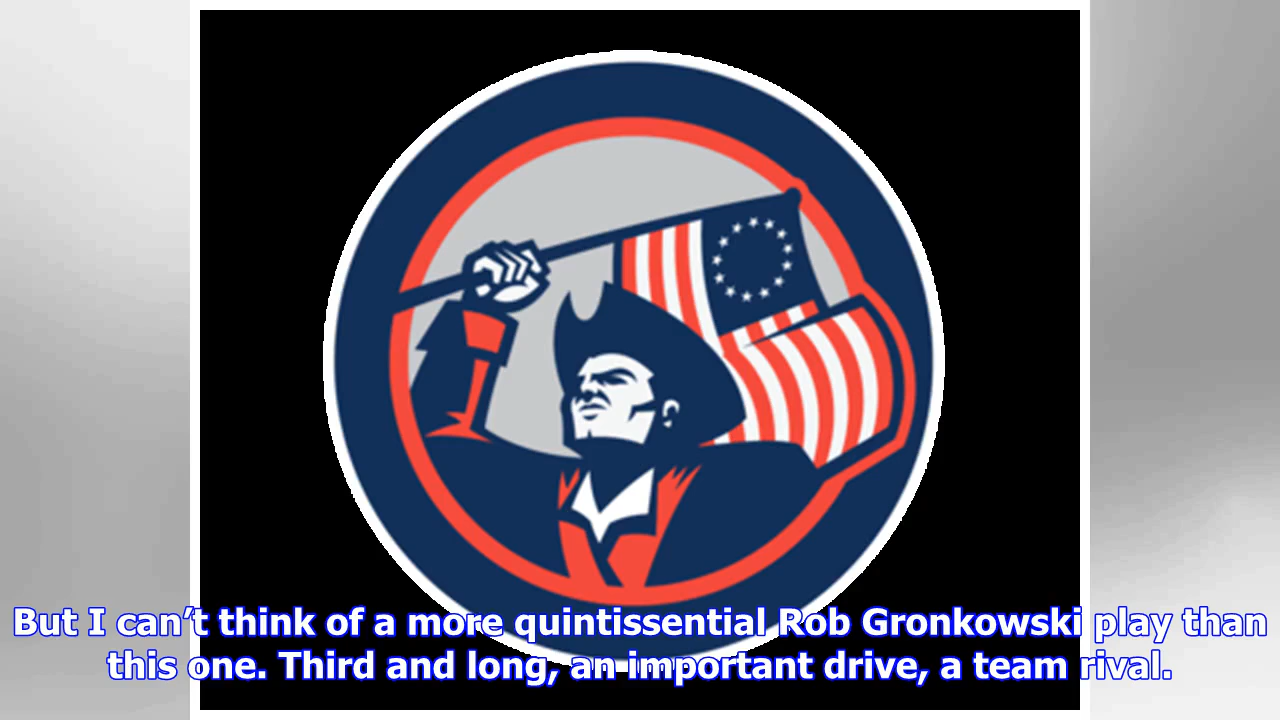 But I can’t think of a more quintissential Rob Gronkowski play than
this one. Third and long, an important drive, a team rival.